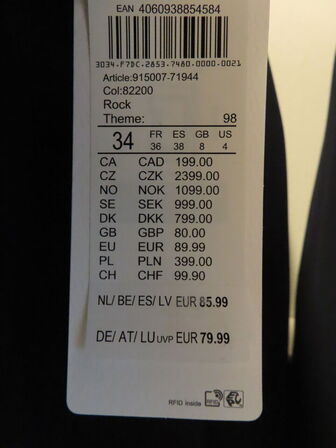 EAN 4060938854584
3034.F7DC.2853.7480.0000.0021
Article:915007-71944
Col:82200
Rock
Theme: 98
34 FR ES GB US
36 38 8 4
CA CAD 199.00
CZ CZK 2399.00
NO NOK 1099.00
SE SEK 999.00
DK DKK 799.00
GB GBP 80.00
EU EUR 89.99
PL PLN 399.00
CH CHF 99.90
NL/ BE/ ES/ LV EUR 85.99
DE/ AT/ LU UVP EUR 79.99
RFID inside